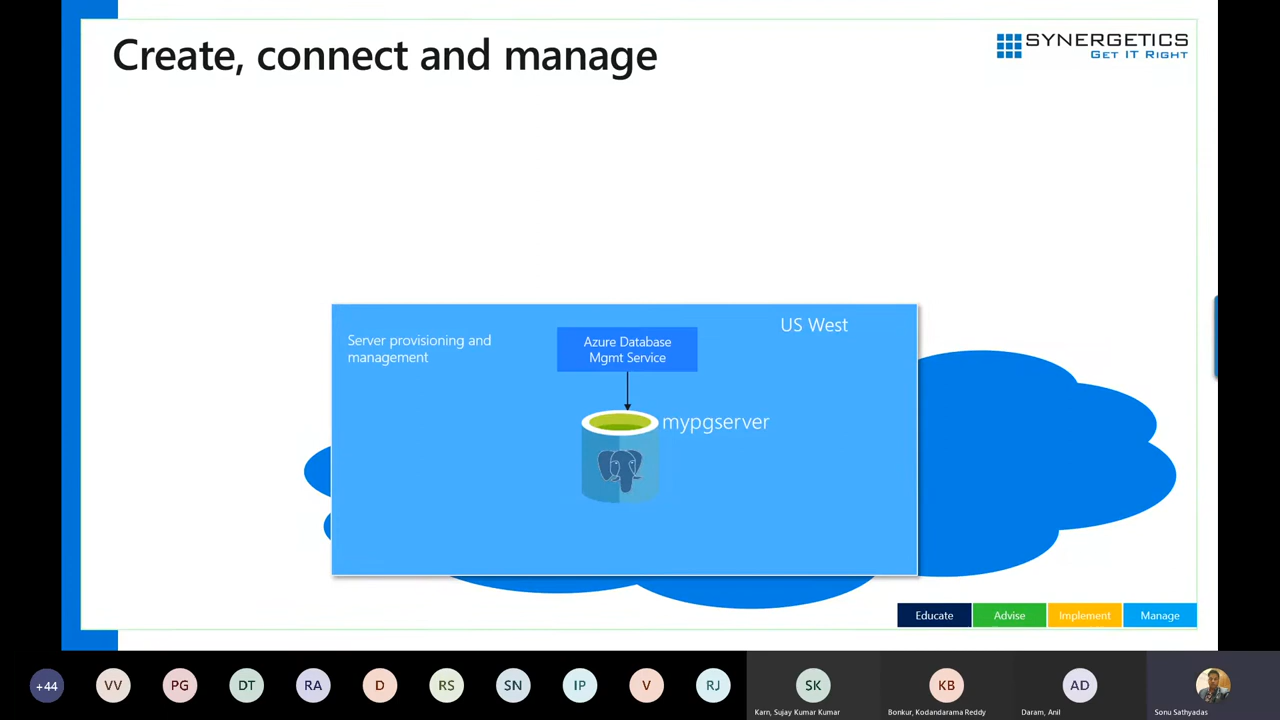 Create, connect and manage
SYNERGETICS
GET IT RIGHT
Server provisioning and
management
Azure Database
Mgmt Service
US West
mypgserver
Educate
Advise
Implement
Manage
+44
VV
PG
DT
RA
D
RS
SN
IP
V
RJ
SK
Karn, Sujay Kumar Kumar
KB
Bonkur, Kodandarama Reddy
AD
Daram, Anil
Sonu Sathyadas